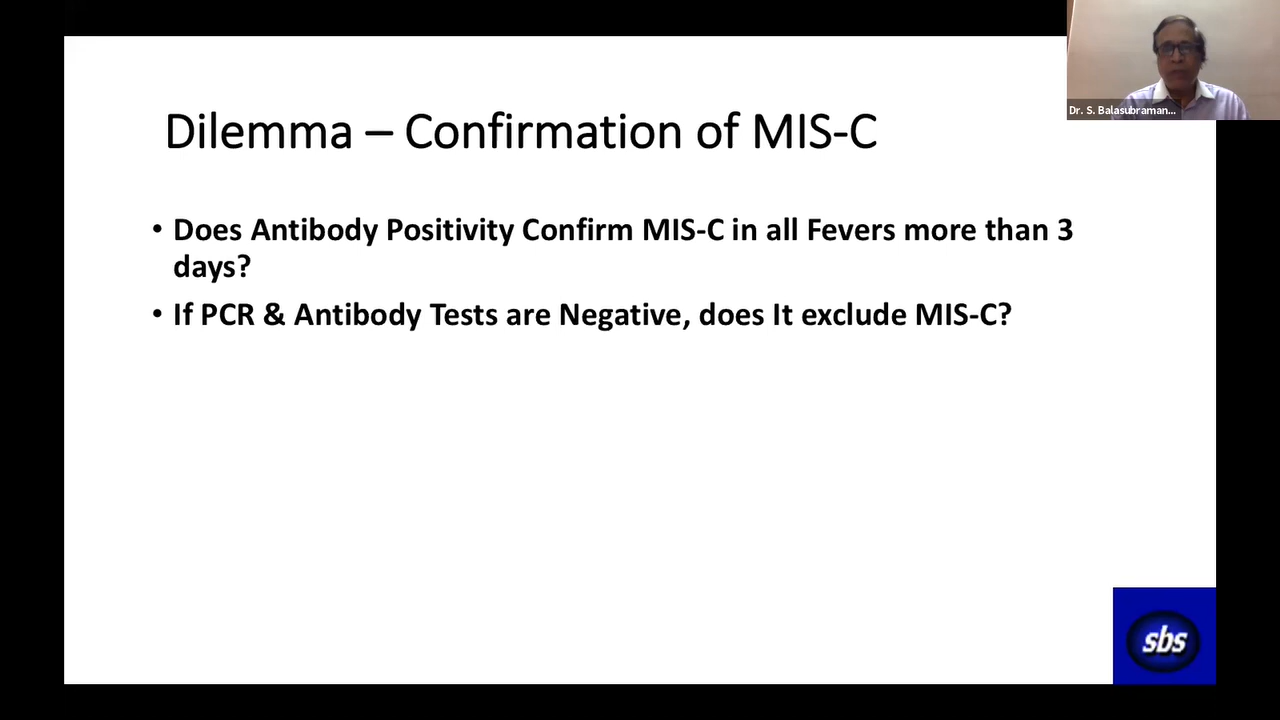 Dr. S. Balasubraman...
Dilemma – Confirmation of MIS-C
• Does Antibody Positivity Confirm MIS-C in all Fevers more than 3
days?
• If PCR & Antibody Tests are Negative, does It exclude MIS-C?
sbs